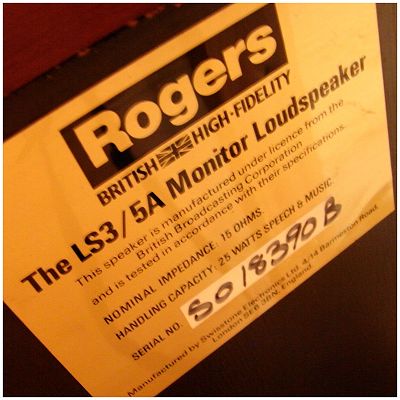 Rogers
BRITISH HIGH·FIDELITY
The LS3/5A Monitor Loudspeaker
This speaker is manufactured under licence from the
British Broadcasting Corporation
and is tested in accordance with their specifications.
NOMINAL IMPEDANCE: 15 OHMS.
HANDLING CAPACITY: 25 WATTS SPEECH & MUSIC.
SERIAL NO: SO18390B
Manufactured by Swisstone Electronics Ltd. 4/14 Barmeston Road,
London SE6 3BN, England